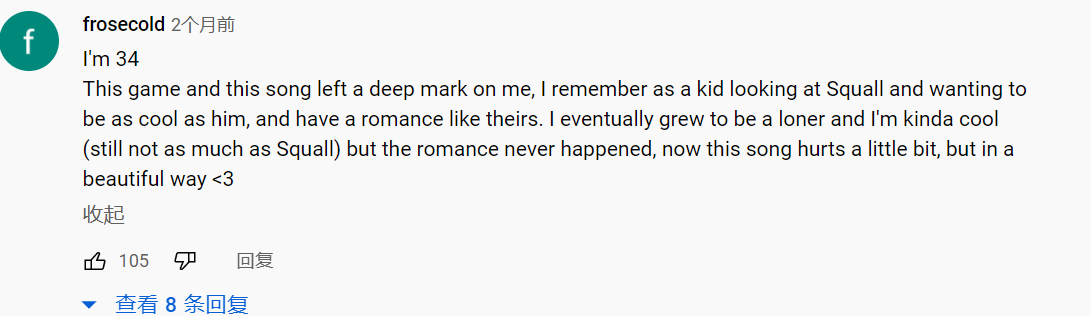 f
frosecold 2个月前
I'm 34
This game and this song left a deep mark on me, I remember as a kid looking at Squall and wanting to
be as cool as him, and have a romance like theirs. I eventually grew to be a loner and I'm kinda cool
(still not as much as Squall) but the romance never happened, now this song hurts a little bit, but in a
beautiful way <3
收起
105 回复
查看 8 条回复